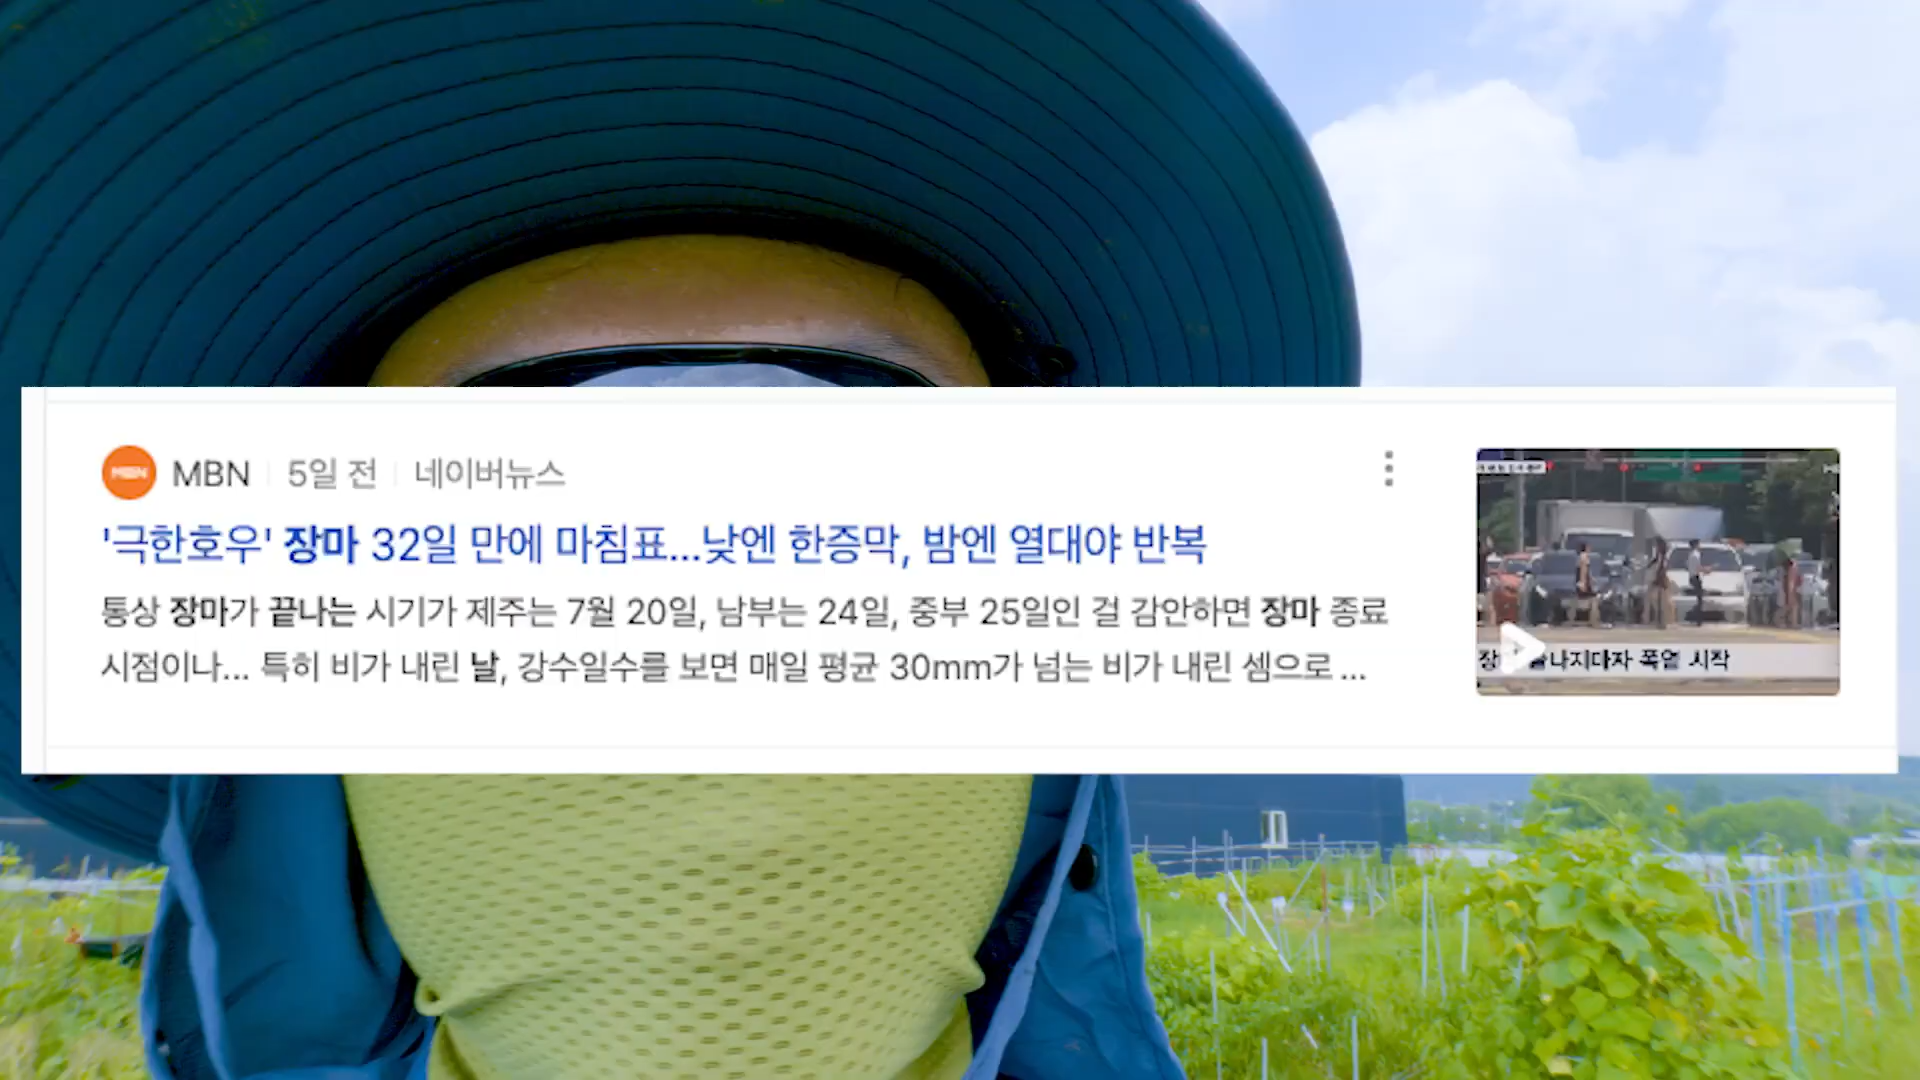 MBN 5일 전 네이버뉴스
'극한호우' 장마 32일 만에 마침표...낮엔 한증막, 밤엔 열대야 반복
통상 장마가 끝나는 시기가 제주는 7월 20일, 남부는 24일, 중부 25일인 걸 감안하면 장마 종료
시점이나... 특히 비가 내린 날, 강수일수를 보면 매일 평균 30mm가 넘는 비가 내린 셈으로 ...
나지마자 폭염 시작